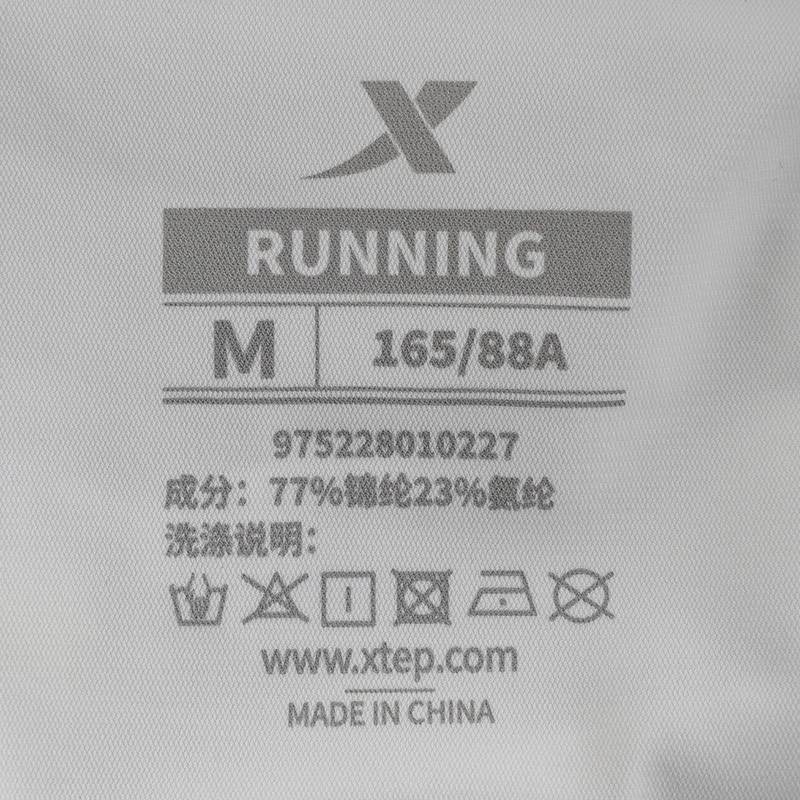 RUNNING
M 165/88A
975228010227
成分：77%锦纶23%氨纶
洗涤说明：
www.xtep.com
MADE IN CHINA